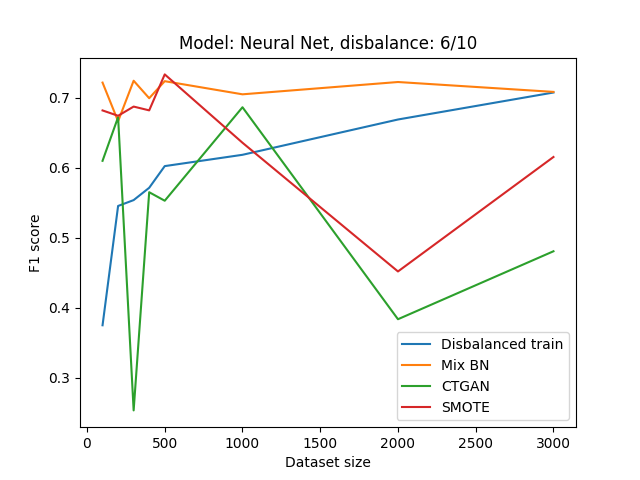 Model: Neural Net, disbalance: 6/10
F1 score
0.7
0.6
0.5
0.4
0.3
Disbalanced train
Mix BN
CTGAN
SMOTE
0
500
1000
1500
2000
2500
3000
Dataset size